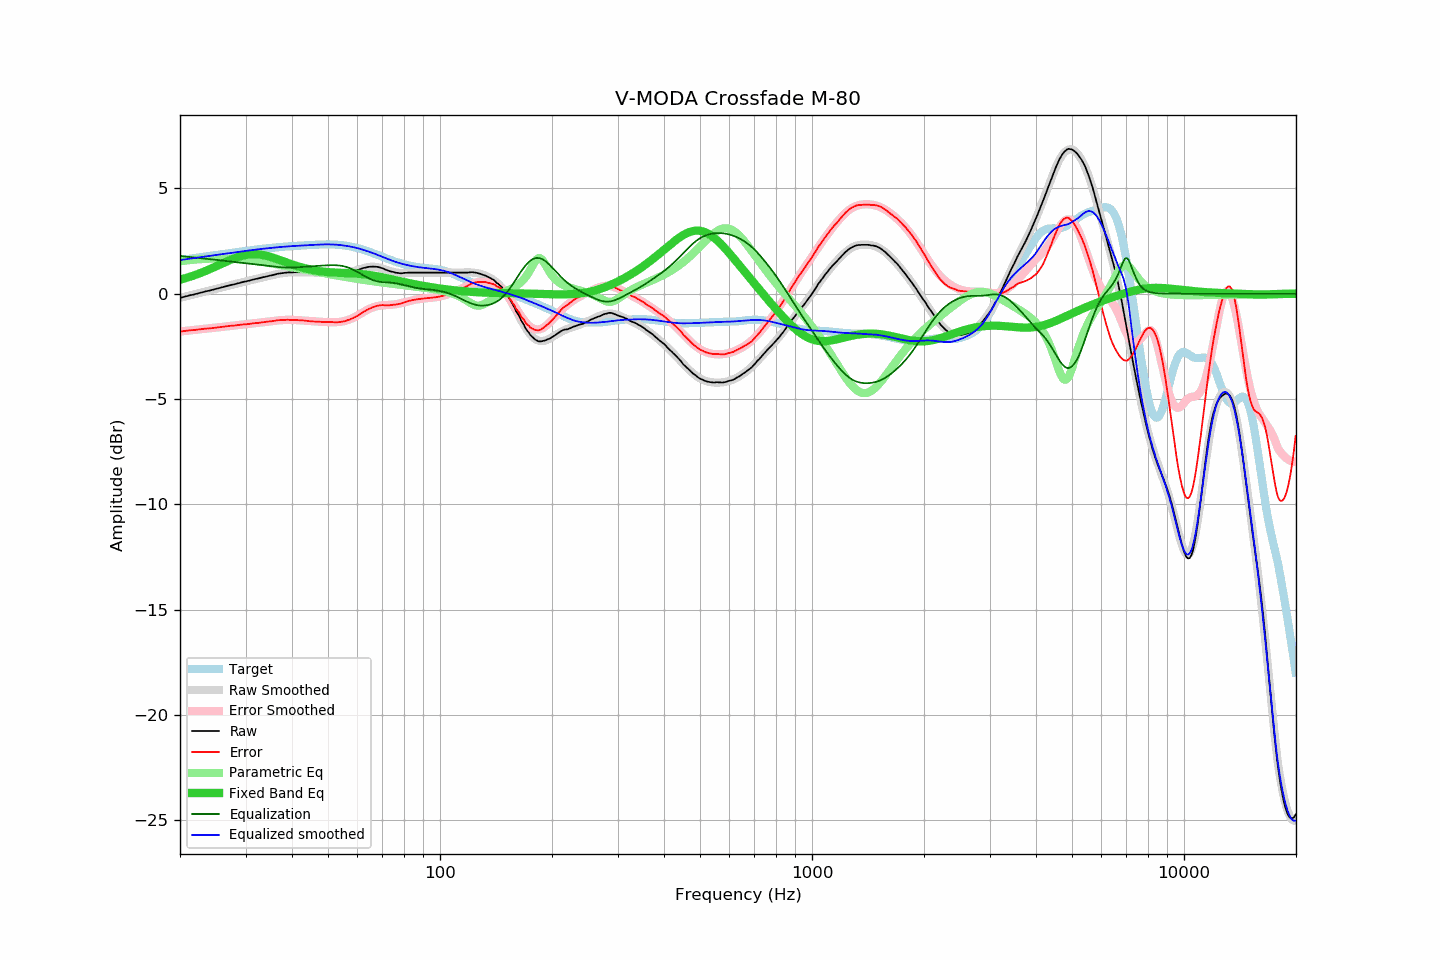 V-MODA Crossfade M-80
Amplitude (dBr)
5
0
−5
−10
−15
−20
−25
Target
Raw Smoothed
Error Smoothed
Raw
Error
Parametric Eq
Fixed Band Eq
Equalization
Equalized smoothed
100
1000
10000
Frequency (Hz)